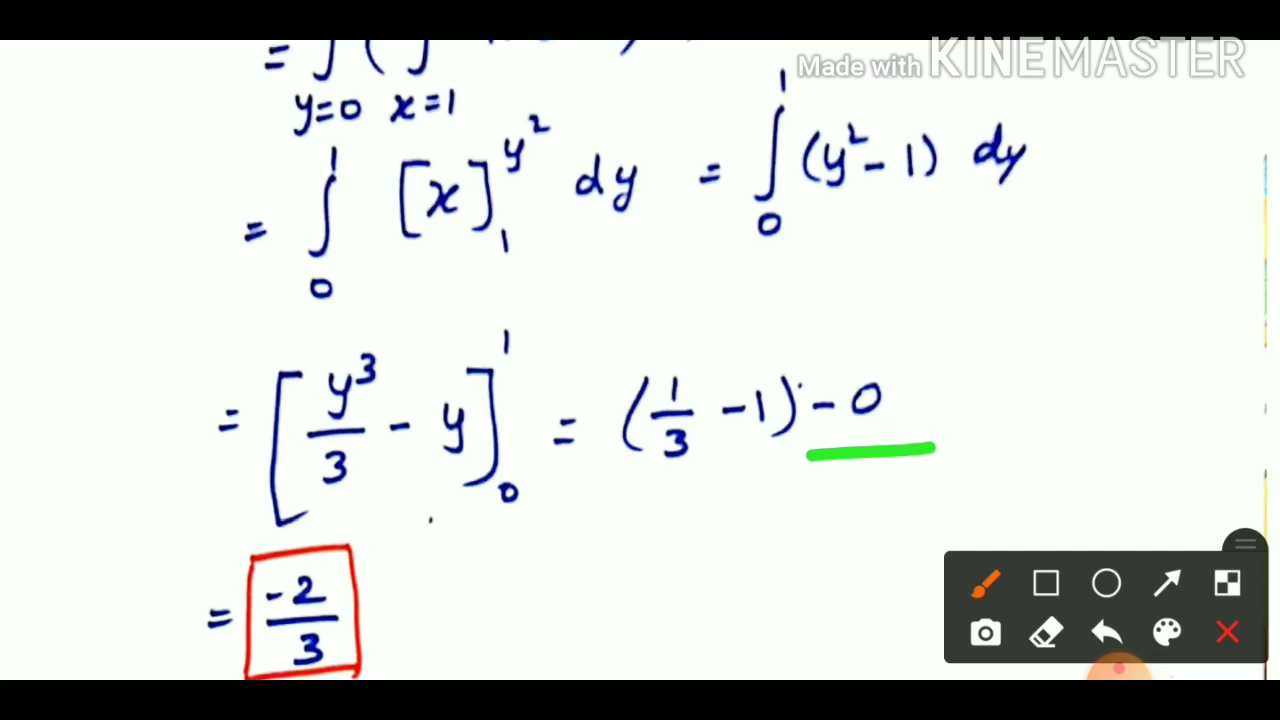 Made with KINEMASTER
= ∫ ( ∫
y=0 x=1
= ∫₀¹ [x]₁^{y²} dy = ∫₀¹ (y² - 1) dy
= [y³/3 - y]₀¹ = (1/3 - 1) - 0
= -2/3